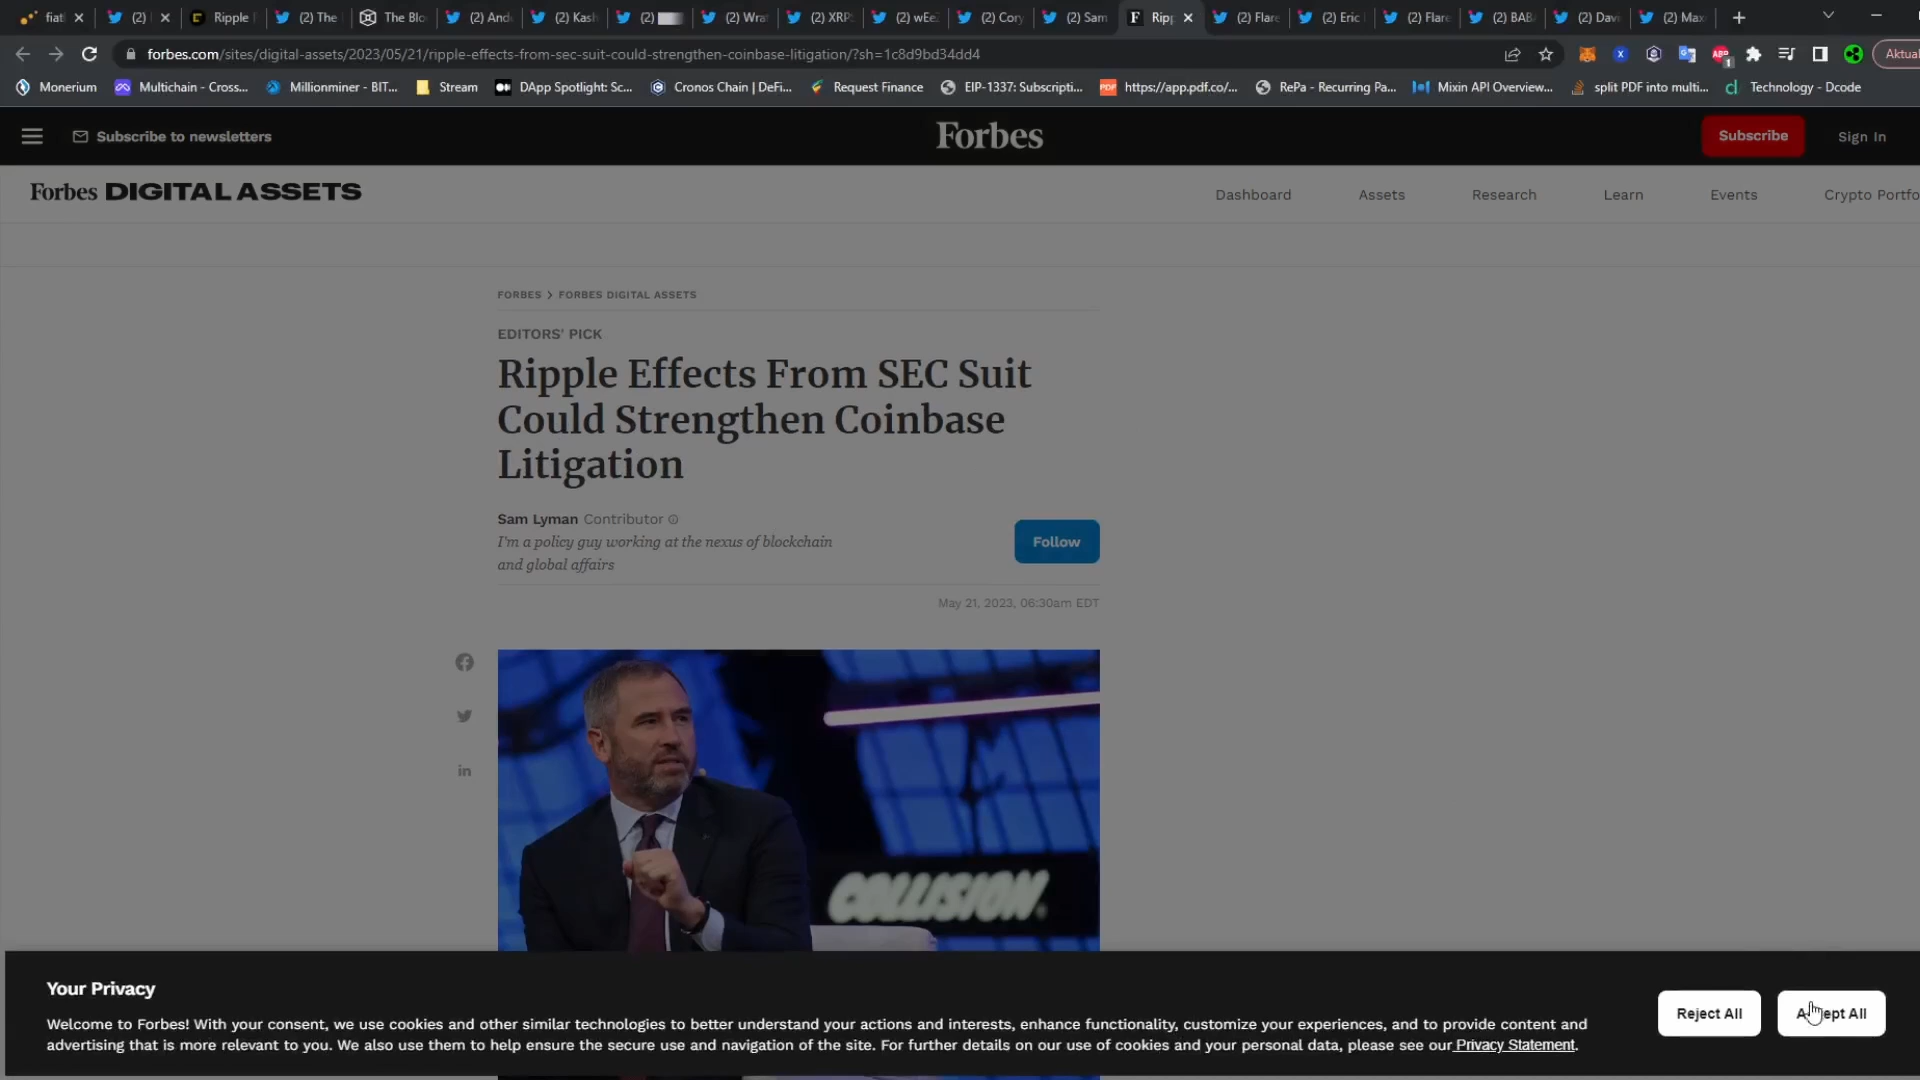 fiatl
(2)
Ripple
(2) The
The Blo
(2) And
(2) Kash
(2)
(2) Wrat
(2) XRP
(2) wEe
(2) Cory
(2) Sam
Ripp
(2) Flare
(2) Eric
(2) Flare
(2) BAB
(2) Davi
(2) Max
forbes.com/sites/digital-assets/2023/05/21/ripple-effects-from-sec-suit-could-strengthen-coinbase-litigation/?sh=1c8d9bd34dd4
ABP
1
Aktual
Monerium
Multichain - Cross...
Millionminer - BIT...
Stream
DApp Spotlight: Sc...
Cronos Chain | DeFi...
Request Finance
EIP-1337: Subscripti...
PDF
https://app.pdf.co/...
RePa - Recurring Pa...
Mixin API Overview...
split PDF into multi...
Technology - Dcode
Subscribe to newsletters
Forbes
Subscribe
Sign In
Forbes DIGITAL ASSETS
Dashboard
Assets
Research
Learn
Events
Crypto Portfo
FORBES > FORBES DIGITAL ASSETS
EDITORS' PICK
Ripple Effects From SEC Suit
Could Strengthen Coinbase
Litigation
Sam Lyman Contributor
I'm a policy guy working at the nexus of blockchain
and global affairs
Follow
May 21, 2023, 06:30am EDT
COLLISION.
Your Privacy
Welcome to Forbes! With your consent, we use cookies and other similar technologies to better understand your actions and interests, enhance functionality, customize your experiences, and to provide content and
advertising that is more relevant to you. We also use them to help ensure the secure use and navigation of the site. For further details on our use of cookies and your personal data, please see our Privacy Statement.
Reject All
Accept All